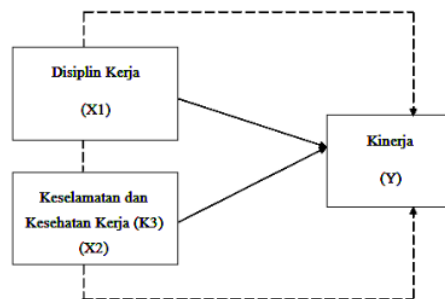 Disiplin Kerja
(X1)
Keselamatan dan
Kesehatan Kerja (K3)
(X2)
Kinerja
(Y)